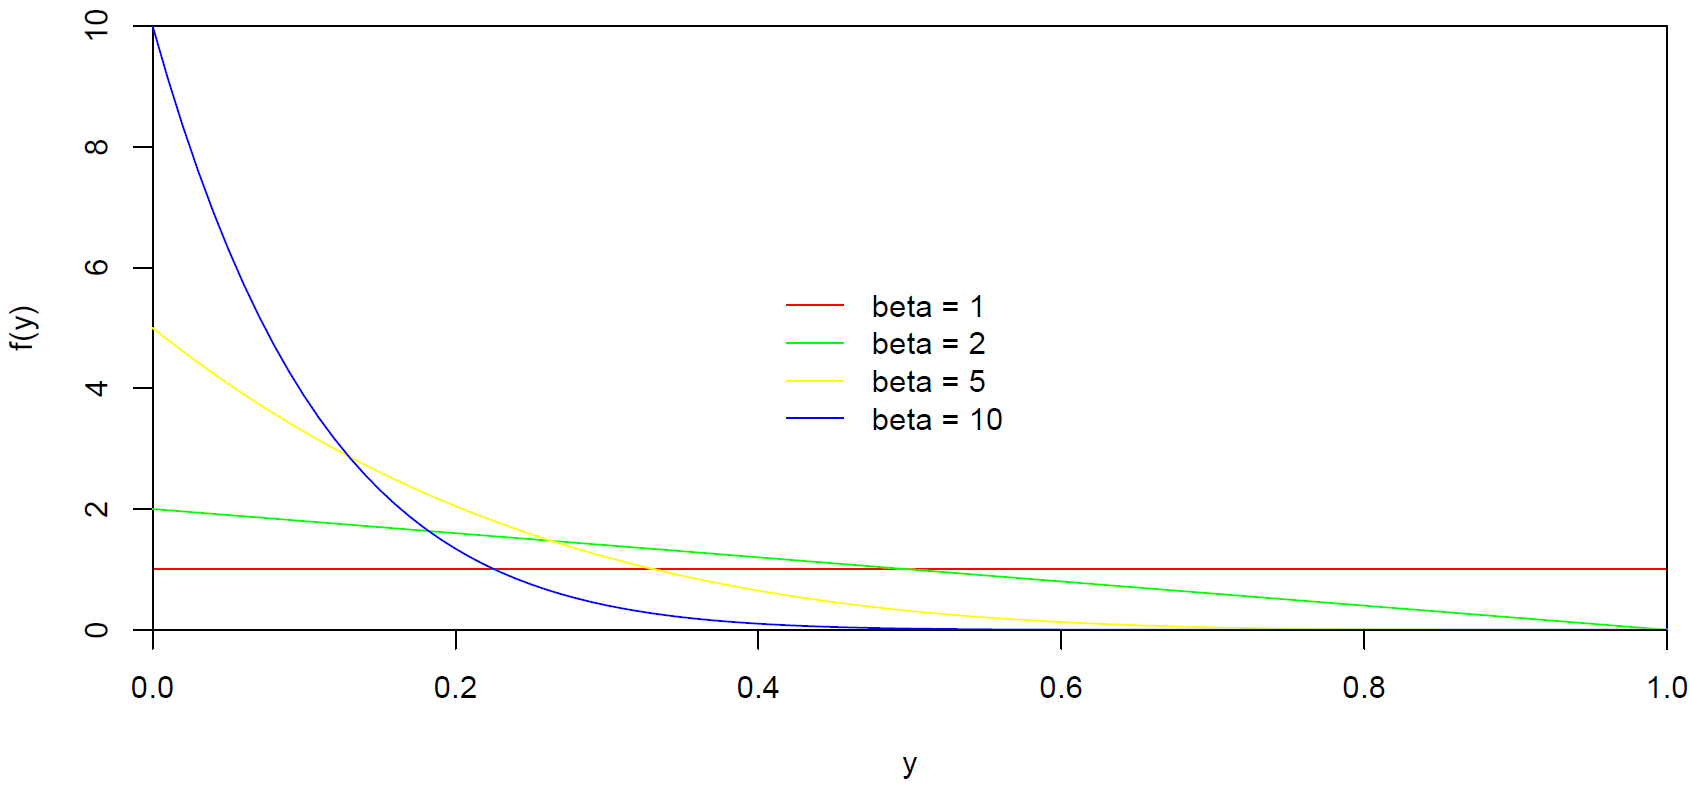 10
8
6
4
2
0
f(y)
beta = 1
beta = 2
beta = 5
beta = 10
0.0 0.2 0.4 0.6 0.8 1.0
y